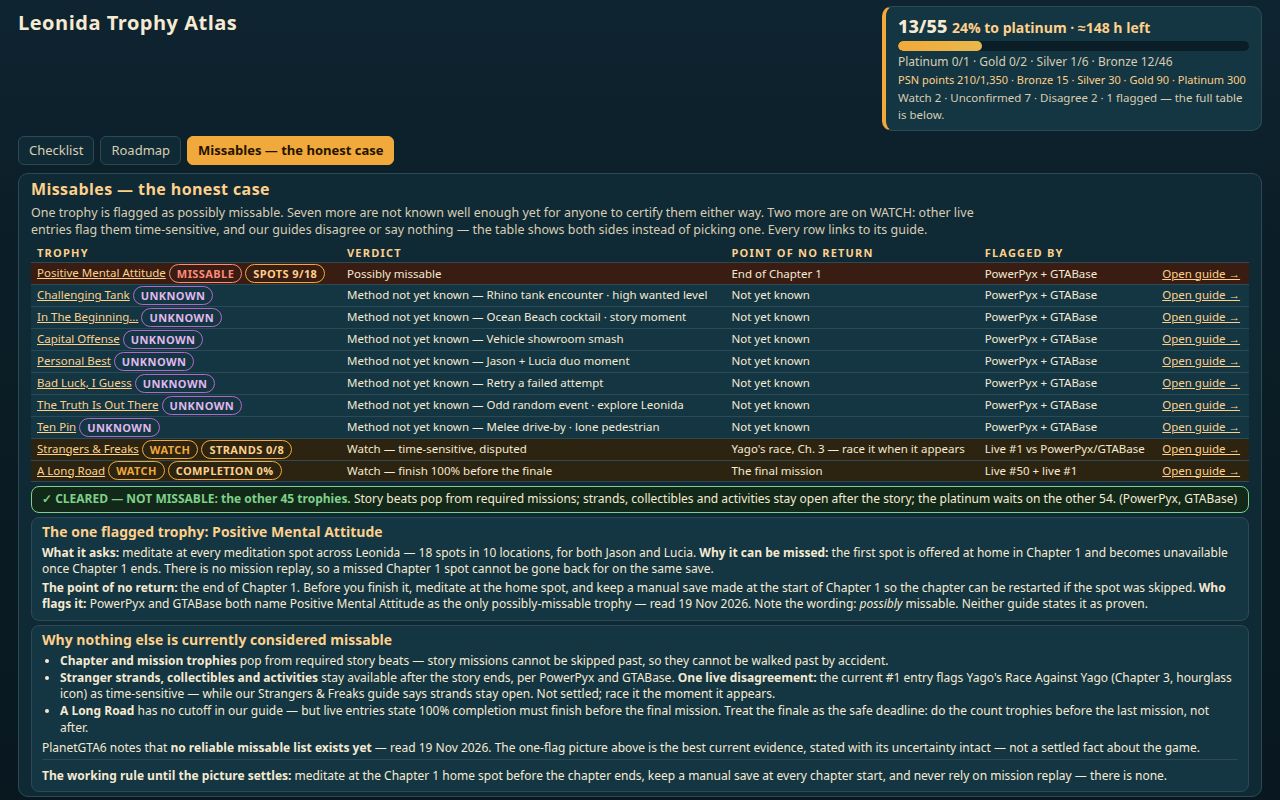 Leonida Trophy Atlas
13/55 24% to platinum · ≈148 h left
Platinum 0/1 · Gold 0/2 · Silver 1/6 · Bronze 12/46
PSN points 210/1,350 · Bronze 15 · Silver 30 · Gold 90 · Platinum 300
Watch 2 · Unconfirmed 7 · Disagree 2 · 1 flagged — the full table
is below.
Checklist Roadmap Missables — the honest case
Missables — the honest case
One trophy is flagged as possibly missable. Seven more are not known well enough yet for anyone to certify them either way. Two more are on WATCH: other live
entries flag them time-sensitive, and our guides disagree or say nothing — the table shows both sides instead of picking one. Every row links to its guide.
TROPHY VERDICT POINT OF NO RETURN FLAGGED BY
Positive Mental Attitude MISSABLE SPOTS 9/18 Possibly missable End of Chapter 1 PowerPyx + GTABase Open guide →
Challenging Tank UNKNOWN Method not yet known — Rhino tank encounter · high wanted level Not yet known PowerPyx + GTABase Open guide →
In The Beginning... UNKNOWN Method not yet known — Ocean Beach cocktail · story moment Not yet known PowerPyx + GTABase Open guide →
Capital Offense UNKNOWN Method not yet known — Vehicle showroom smash Not yet known PowerPyx + GTABase Open guide →
Personal Best UNKNOWN Method not yet known — Jason + Lucia duo moment Not yet known PowerPyx + GTABase Open guide →
Bad Luck, I Guess UNKNOWN Method not yet known — Retry a failed attempt Not yet known PowerPyx + GTABase Open guide →
The Truth Is Out There UNKNOWN Method not yet known — Odd random event · explore Leonida Not yet known PowerPyx + GTABase Open guide →
Ten Pin UNKNOWN Method not yet known — Melee drive-by · lone pedestrian Not yet known PowerPyx + GTABase Open guide →
Strangers & Freaks WATCH STRANDS 0/8 Watch — time-sensitive, disputed Yago's race, Ch. 3 — race it when it appears Live #1 vs PowerPyx/GTABase Open guide →
A Long Road WATCH COMPLETION 0% Watch — finish 100% before the finale The final mission Live #50 + live #1 Open guide →
✓ CLEARED — NOT MISSABLE: the other 45 trophies. Story beats pop from required missions; strands, collectibles and activities stay open after the story; the platinum waits on the other 54. (PowerPyx, GTABase)
The one flagged trophy: Positive Mental Attitude
What it asks: meditate at every meditation spot across Leonida — 18 spots in 10 locations, for both Jason and Lucia. Why it can be missed: the first spot is offered at home in Chapter 1 and becomes unavailable
once Chapter 1 ends. There is no mission replay, so a missed Chapter 1 spot cannot be gone back for on the same save.
The point of no return: the end of Chapter 1. Before you finish it, meditate at the home spot, and keep a manual save made at the start of Chapter 1 so the chapter can be restarted if the spot was skipped. Who
flags it: PowerPyx and GTABase both name Positive Mental Attitude as the only possibly-missable trophy — read 19 Nov 2026. Note the wording: possibly missable. Neither guide states it as proven.
Why nothing else is currently considered missable
• Chapter and mission trophies pop from required story beats — story missions cannot be skipped past, so they cannot be walked past by accident.
• Stranger strands, collectibles and activities stay available after the story ends, per PowerPyx and GTABase. One live disagreement: the current #1 entry flags Yago's Race Against Yago (Chapter 3, hourglass
icon) as time-sensitive — while our Strangers & Freaks guide says strands stay open. Not settled; race it the moment it appears.
• A Long Road has no cutoff in our guide — but live entries state 100% completion must finish before the final mission. Treat the finale as the safe deadline: do the count trophies before the last mission, not
after.
PlanetGTA6 notes that no reliable missable list exists yet — read 19 Nov 2026. The one-flag picture above is the best current evidence, stated with its uncertainty intact — not a settled fact about the game.
The working rule until the picture settles: meditate at the Chapter 1 home spot before the chapter ends, keep a manual save at every chapter start, and never rely on mission replay — there is none.